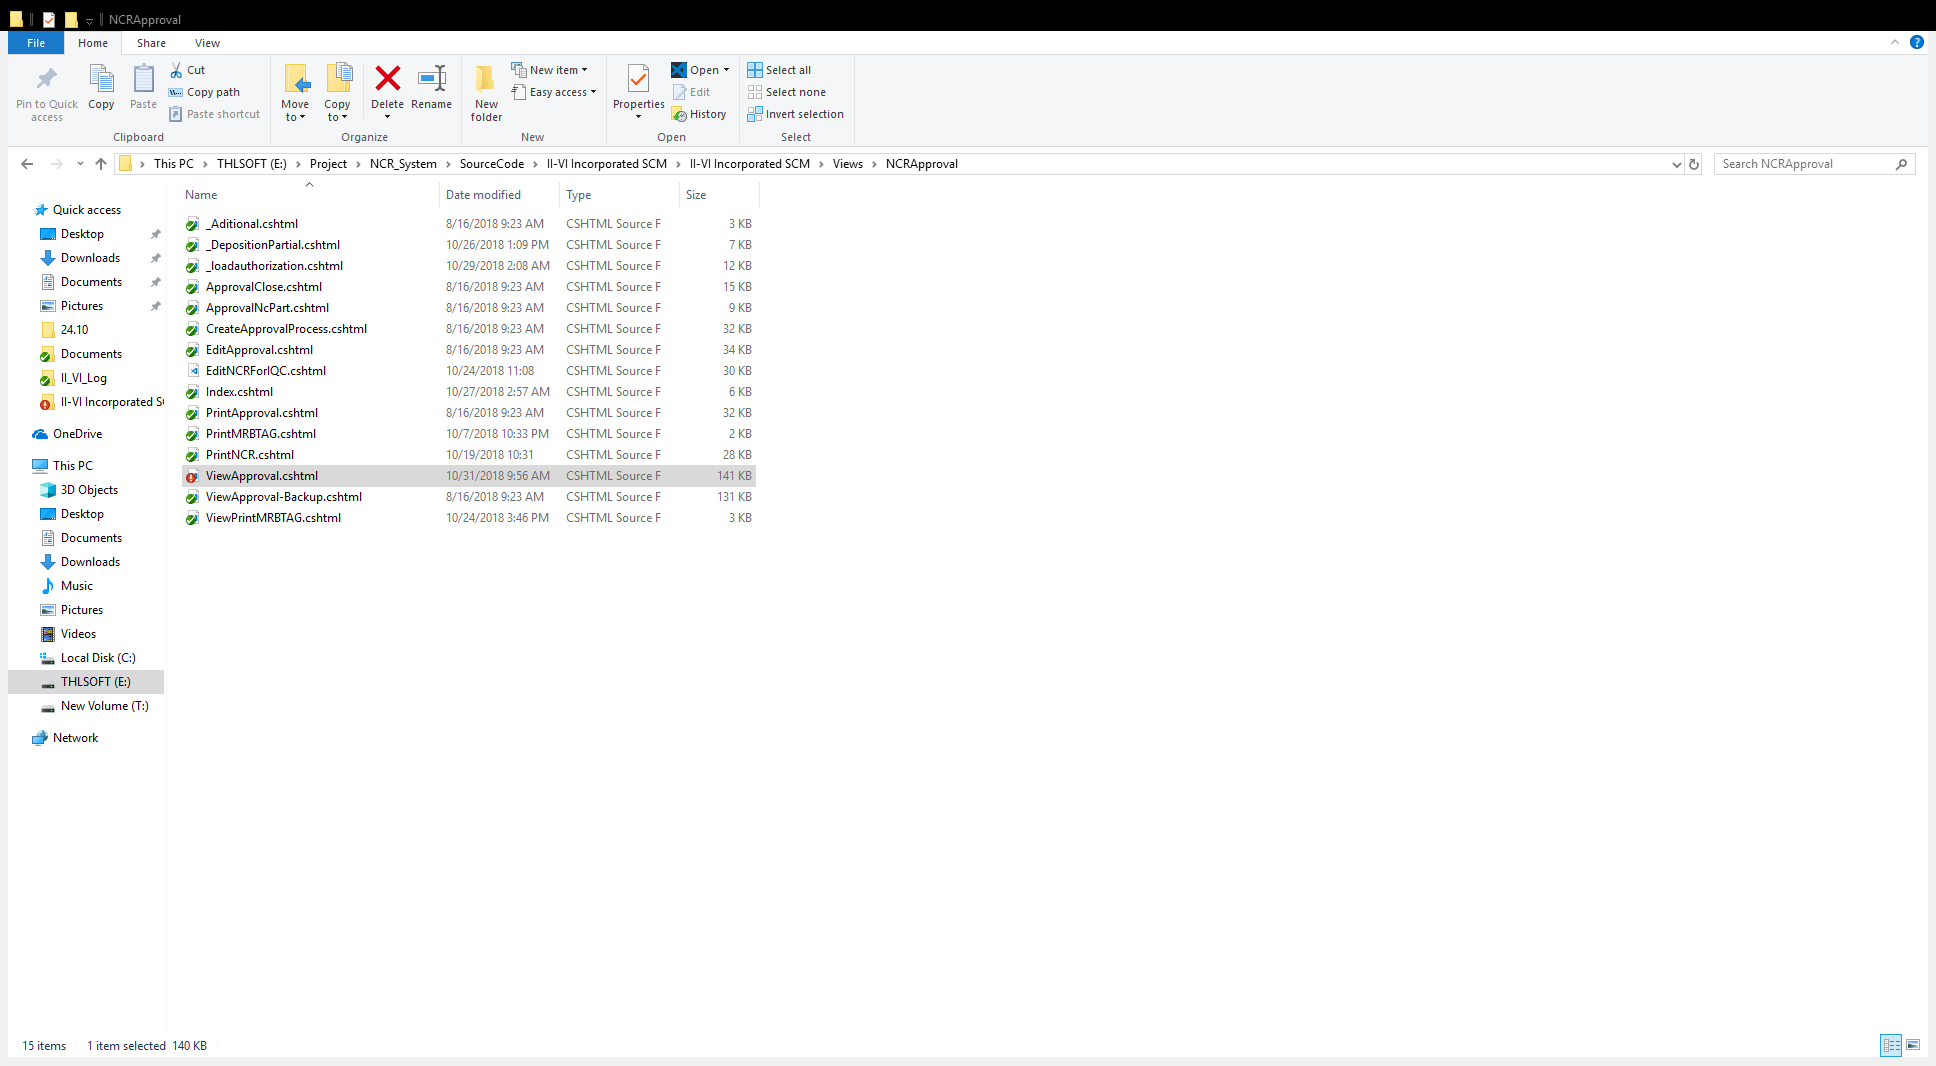 NCRApproval
File Home Share View
Pin to Quick access
Copy
Paste
Cut
Copy path
Paste shortcut
Clipboard
Move to
Copy to
Delete
Rename
Organize
New folder
New item
Easy access
New
Properties
Open
Edit
History
Open
Select all
Select none
Invert selection
Select
This PC THLSOFT (E:) Project NCR_System SourceCode II-VI Incorporated SCM II-VI Incorporated SCM Views NCRApproval
Search NCRApproval
Quick access
Desktop
Downloads
Documents
Pictures
24.10
Documents
II_VI_Log
II-VI Incorporated S
OneDrive
This PC
3D Objects
Desktop
Documents
Downloads
Music
Pictures
Videos
Local Disk (C:)
THLSOFT (E:)
New Volume (T:)
Network
Name Date modified Type Size
_Aditional.cshtml 8/16/2018 9:23 AM CSHTML Source F 3 KB
_DepositionPartial.cshtml 10/26/2018 1:09 PM CSHTML Source F 7 KB
_loadauthorization.cshtml 10/29/2018 2:08 AM CSHTML Source F 12 KB
ApprovalClose.cshtml 8/16/2018 9:23 AM CSHTML Source F 15 KB
ApprovalNcPart.cshtml 8/16/2018 9:23 AM CSHTML Source F 9 KB
CreateApprovalProcess.cshtml 8/16/2018 9:23 AM CSHTML Source F 32 KB
EditApproval.cshtml 8/16/2018 9:23 AM CSHTML Source F 34 KB
EditNCRForIQC.cshtml 10/24/2018 11:08 CSHTML Source F 30 KB
Index.cshtml 10/27/2018 2:57 AM CSHTML Source F 6 KB
PrintApproval.cshtml 8/16/2018 9:23 AM CSHTML Source F 32 KB
PrintMRBTAG.cshtml 10/7/2018 10:33 PM CSHTML Source F 2 KB
PrintNCR.cshtml 10/19/2018 10:31 CSHTML Source F 28 KB
ViewApproval.cshtml 10/31/2018 9:56 AM CSHTML Source F 141 KB
ViewApproval-Backup.cshtml 8/16/2018 9:23 AM CSHTML Source F 131 KB
ViewPrintMRBTAG.cshtml 10/24/2018 3:46 PM CSHTML Source F 3 KB
15 items 1 item selected 140 KB